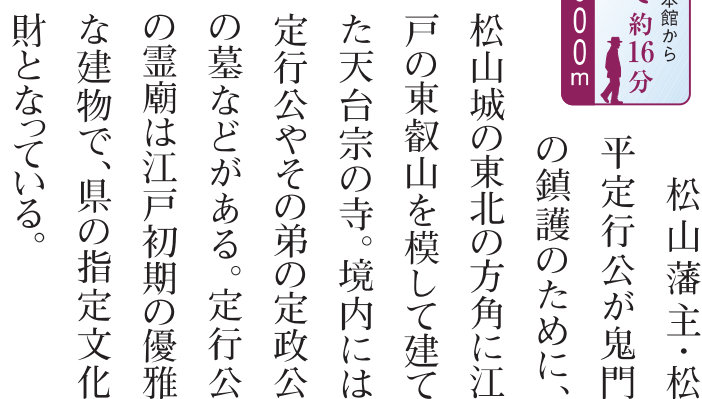 本館から
約16分
000m
松山藩主・松
平定行公が鬼門
の鎮護のために、
松山城の東北の方角に江
戸の東叡山を模して建て
た天台宗の寺。境内には
定行公やその弟の定政公
の墓などがある。定行公
の霊廟は江戸初期の優雅
な建物で、県の指定文化
財となっている。